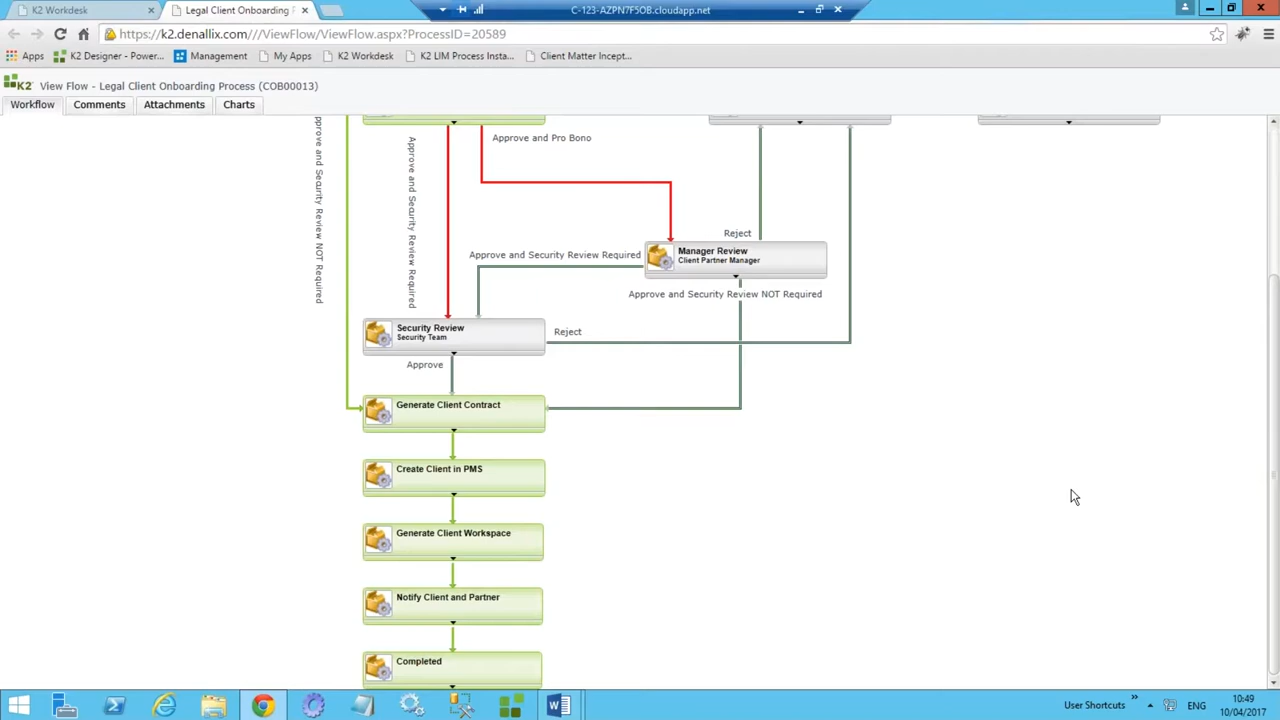 K2 Workdesk
Legal Client Onboarding P
C-123-AZPN7F5OB.cloudapp.net
https://k2.denallix.com///ViewFlow/ViewFlow.aspx?ProcessID=20589
Apps
K2 Designer - Power...
Management
My Apps
K2 Workdesk
K2 LIM Process Insta...
Client Matter Incept...
K2 View Flow - Legal Client Onboarding Process (COB00013)
Workflow
Comments
Attachments
Charts
Approve and Security Review NOT Required
Approve and Security Review Required
Approve and Pro Bono
Reject
Manager Review
Client Partner Manager
Approve and Security Review Required
Approve and Security Review NOT Required
Security Review
Security Team
Reject
Approve
Generate Client Contract
Create Client in PMS
Generate Client Workspace
Notify Client and Partner
Completed
User Shortcuts
ENG
10:49
10/04/2017